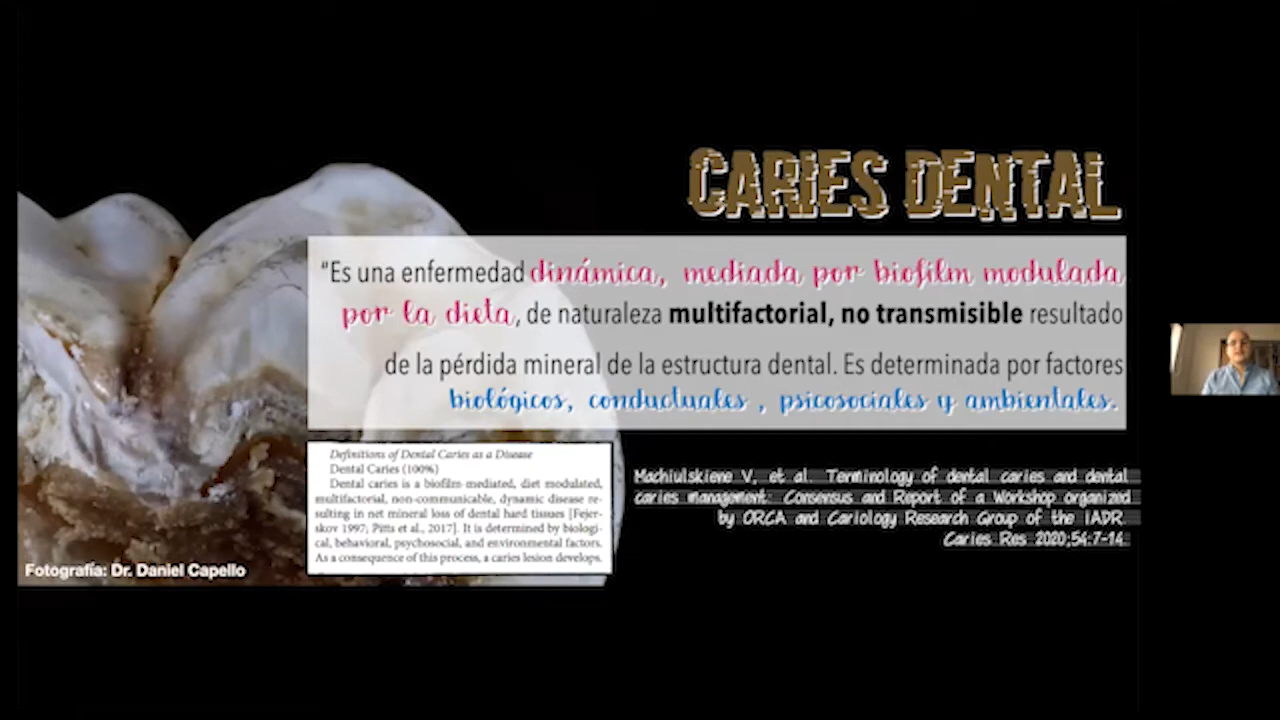 CARIES DENTAL
“Es una enfermedad dinámica, mediada por biofilm modulada
por la dieta, de naturaleza multifactorial, no transmisible resultado
de la pérdida mineral de la estructura dental. Es determinada por factores
biológicos, conductuales , psicosociales y ambientales.
Definitions of Dental Caries as a Disease
Dental Caries (100%)
Dental caries is a biofilm-mediated, diet modulated,
multifactorial, non-communicable, dynamic disease re-
sulting in net mineral loss of dental hard tissues [Fejer-
skov 1997; Pitts et al., 2017]. It is determined by biologi-
cal, behavioral, psychosocial, and environmental factors.
As a consequence of this process, a caries lesion develops.
Machiulskiene V, et al. Terminology of dental caries and dental
caries management: Consensus and Report of a Workshop organized
by ORCA and Cariology Research Group of the IADR.
Caries Res 2020;54:7-14.
Fotografía: Dr. Daniel Capello